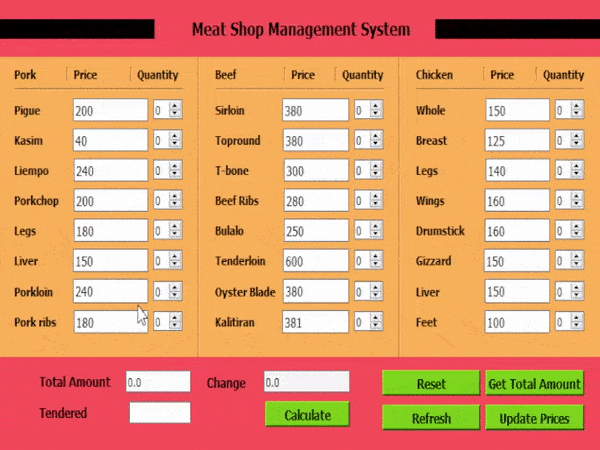 Meat Shop Management System
Pork Price Quantity Beef Price Quantity Chicken Price Quantity
Pigue 200 0 Sirloin 380 0 Whole 150 0
Kasim 40 0 Topround 380 0 Breast 125 0
Liempo 240 0 T-bone 300 0 Legs 140 0
Porkchop 200 0 Beef Ribs 280 0 Wings 160 0
Legs 180 0 Bulalo 250 0 Drumstick 160 0
Liver 150 0 Tenderloin 600 0 Gizzard 150 0
Porkloin 240 0 Oyster Blade 380 0 Liver 150 0
Pork ribs 180 0 Kalitiran 381 0 Feet 100 0
Total Amount 0.0 Change 0.0 Reset Get Total Amount
Tendered Calculate Refresh Update Prices